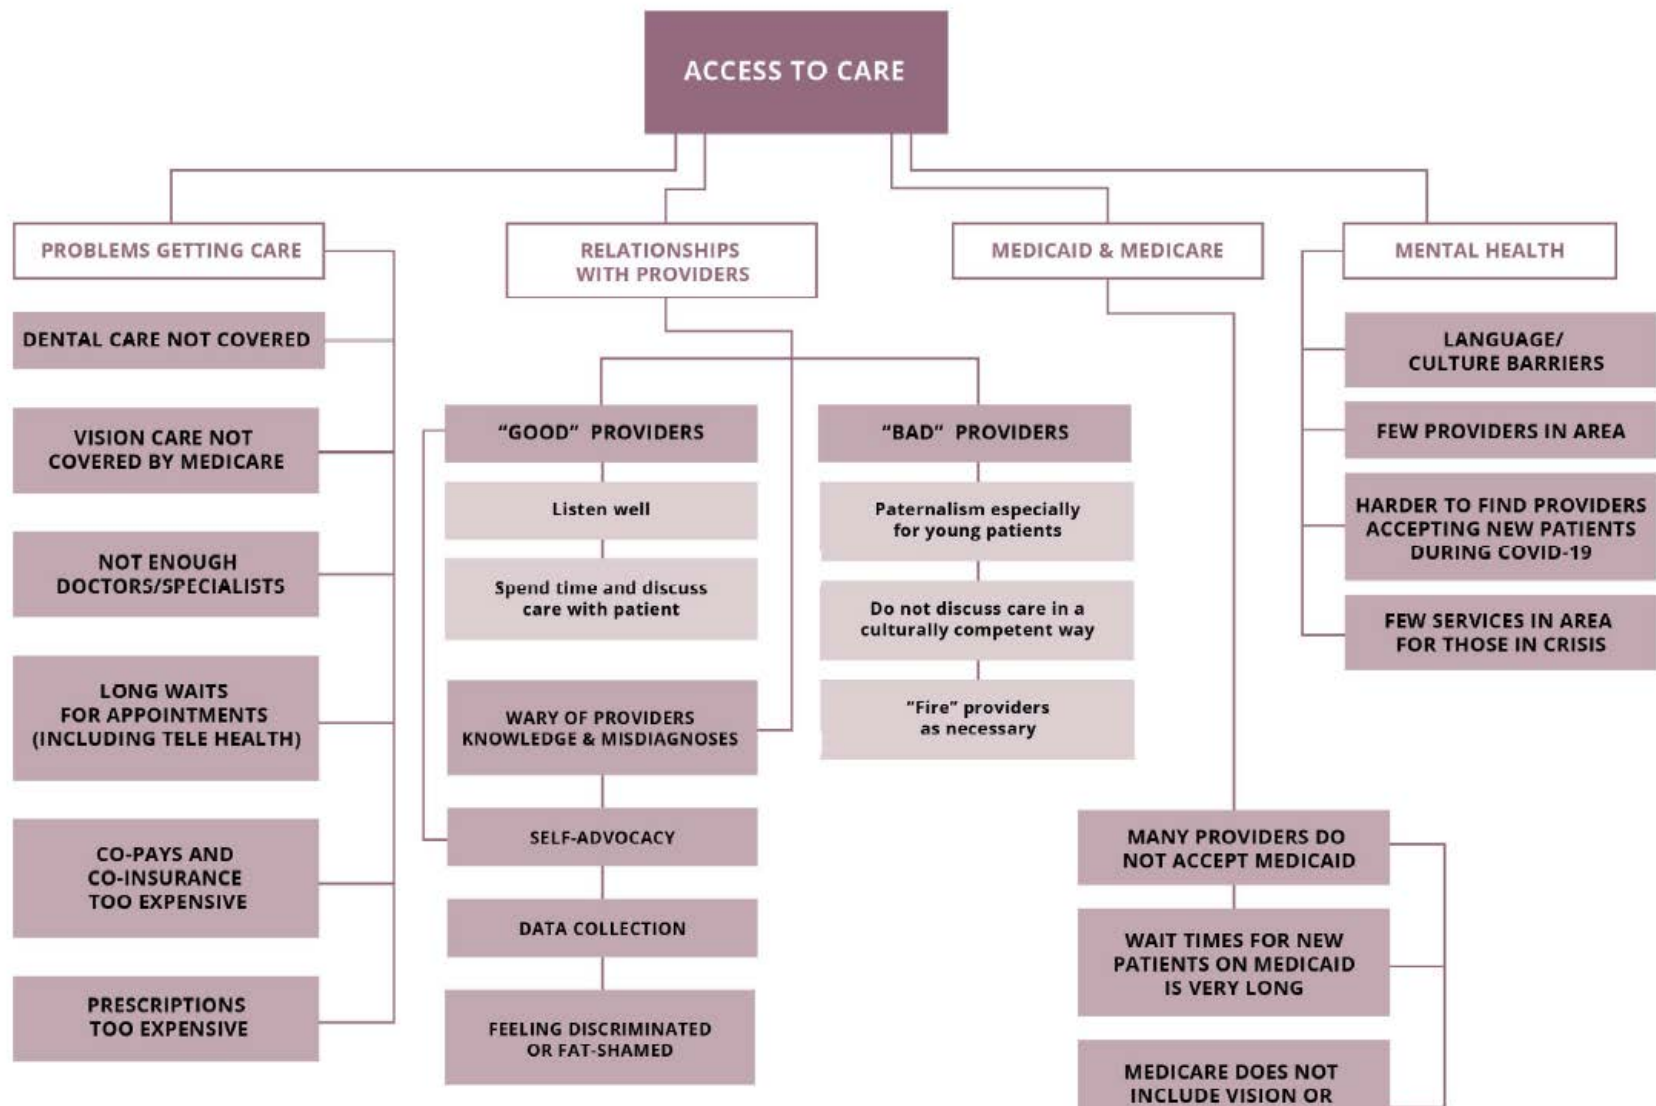 ACCESS TO CARE
PROBLEMS GETTING CARE
DENTAL CARE NOT COVERED
VISION CARE NOT
COVERED BY MEDICARE
NOT ENOUGH
DOCTORS/SPECIALISTS
LONG WAITS
FOR APPOINTMENTS
(INCLUDING TELE HEALTH)
CO-PAYS AND
CO-INSURANCE
TOO EXPENSIVE
PRESCRIPTIONS
TOO EXPENSIVE
RELATIONSHIPS
WITH PROVIDERS
“GOOD” PROVIDERS
Listen well
Spend time and discuss
care with patient
WARY OF PROVIDERS
KNOWLEDGE & MISDIAGNOSES
SELF-ADVOCACY
DATA COLLECTION
FEELING DISCRIMINATED
OR FAT-SHAMED
“BAD” PROVIDERS
Paternalism especially
for young patients
Do not discuss care in a
culturally competent way
“Fire” providers
as necessary
MEDICAID & MEDICARE
MANY PROVIDERS DO
NOT ACCEPT MEDICAID
WAIT TIMES FOR NEW
PATIENTS ON MEDICAID
IS VERY LONG
MEDICARE DOES NOT
INCLUDE VISION OR
MENTAL HEALTH
LANGUAGE/
CULTURE BARRIERS
FEW PROVIDERS IN AREA
HARDER TO FIND PROVIDERS
ACCEPTING NEW PATIENTS
DURING COVID-19
FEW SERVICES IN AREA
FOR THOSE IN CRISIS